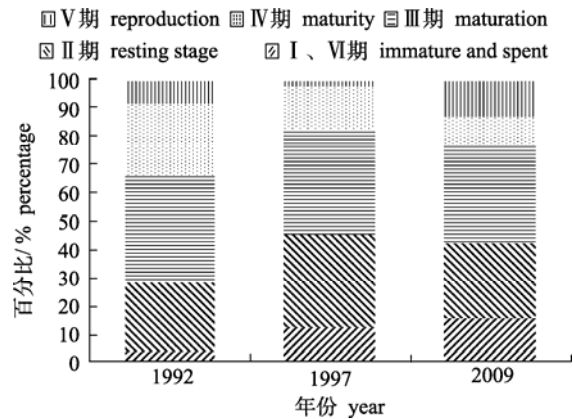 Ⅴ期 reproduction Ⅳ期 maturity Ⅲ期 maturation
Ⅱ期 resting stage Ⅰ、Ⅵ期 immature and spent
100
90
80
70
60
50
40
30
20
10
0
百分比/% percentage
1992 1997 2009
年份 year